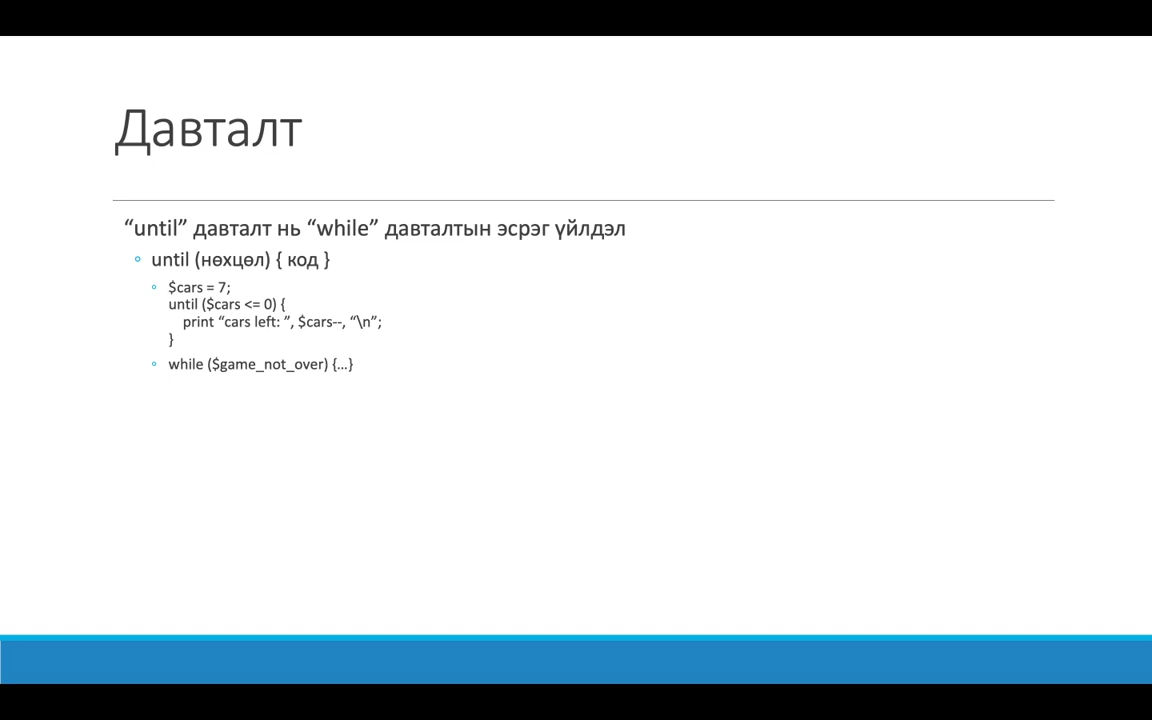 Давталт
“until” давталт нь “while” давталтын эсрэг үйлдэл
until (нөхцөл) { код }
$cars = 7;
until ($cars <= 0) {
print “cars left: ”, $cars--, “\n”;
}
while ($game_not_over) {…}